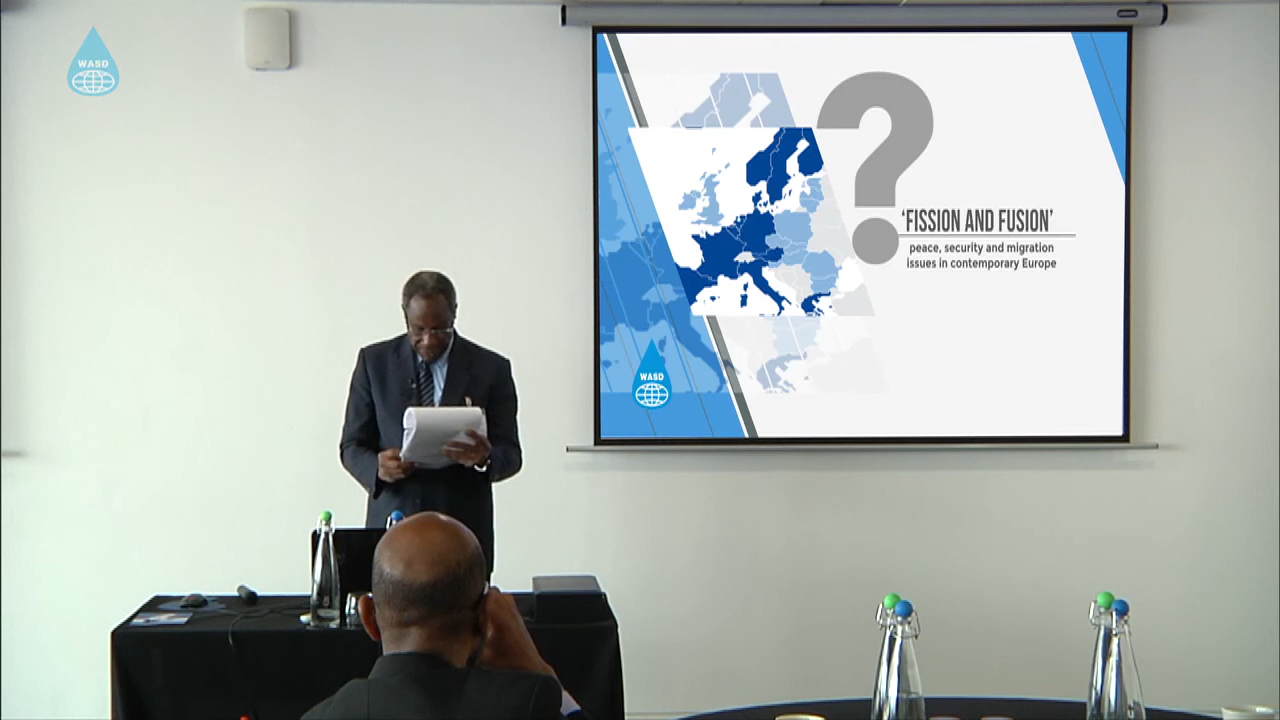 WASD
?
'FISSION AND FUSION'
peace, security and migration
issues in contemporary Europe
WASD